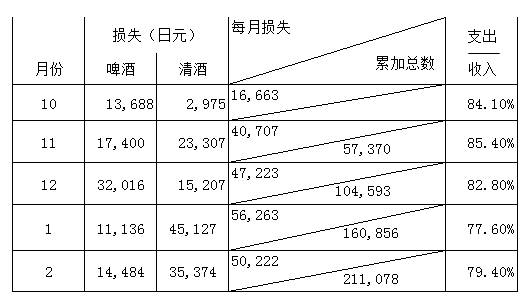 损失（日元） 每月损失 支出
月份 啤酒 清酒 累加总数 收入
10 13,688 2,975 16,663 84.10%
11 17,400 23,307 40,707 57,370 85.40%
12 32,016 15,207 47,223 104,593 82.80%
1 11,136 45,127 56,263 160,856 77.60%
2 14,484 35,374 50,222 211,078 79.40%